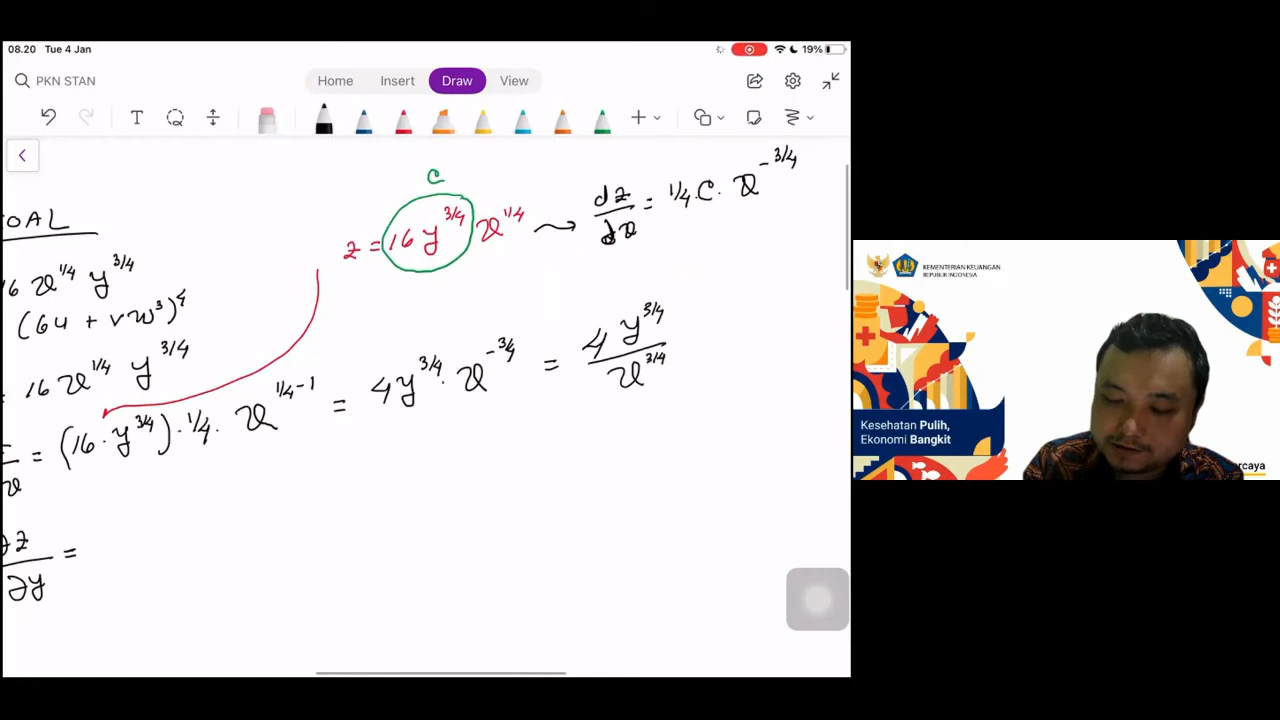 08.20 Tue 4 Jan
19%
PKN STAN
Home Insert Draw View
T
OAL
16 x^1/4 y^3/4
(6u + vw^3)^4
= 16 x^1/4 y^3/4
= (16 · y^3/4) · 1/4 · x^1/4-1 = 4y^3/4 · x^-3/4 = 4 y^3/4 / x^3/4
c
z = 16 y^3/4 x^1/4 ⤳ dz/dx = 1/4 · C · x^-3/4
∂z/∂y =
KEMENTERIAN KEUANGAN
REPUBLIK INDONESIA
Kesehatan Pulih,
Ekonomi Bangkit
ercaya